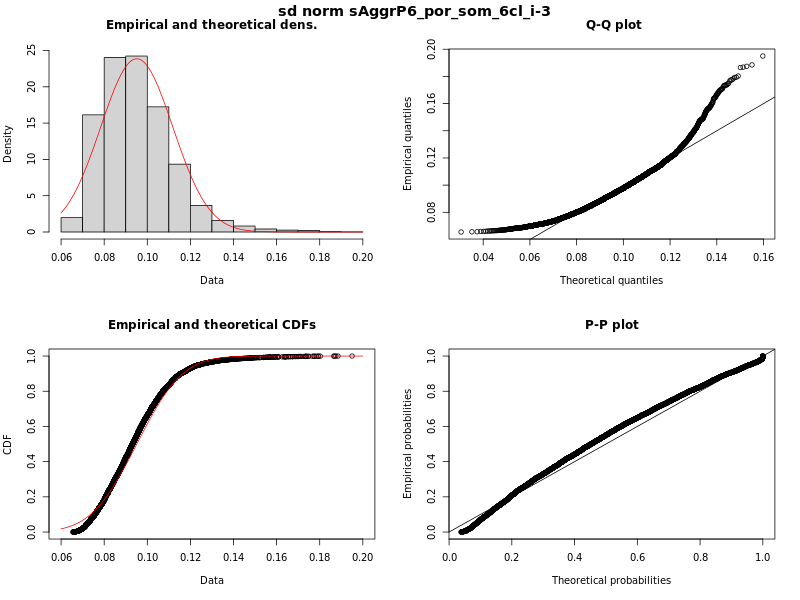 sd norm sAggrP6_por_som_6cl_i-3
Empirical and theoretical dens.
Density
0 5 10 15 20 25
0.06 0.08 0.10 0.12 0.14 0.16 0.18 0.20
Data
Q-Q plot
Empirical quantiles
0.08 0.12 0.16 0.20
0.04 0.06 0.08 0.10 0.12 0.14 0.16
Theoretical quantiles
Empirical and theoretical CDFs
CDF
0.0 0.2 0.4 0.6 0.8 1.0
0.06 0.08 0.10 0.12 0.14 0.16 0.18 0.20
Data
P-P plot
Empirical probabilities
0.0 0.2 0.4 0.6 0.8 1.0
0.0 0.2 0.4 0.6 0.8 1.0
Theoretical probabilities